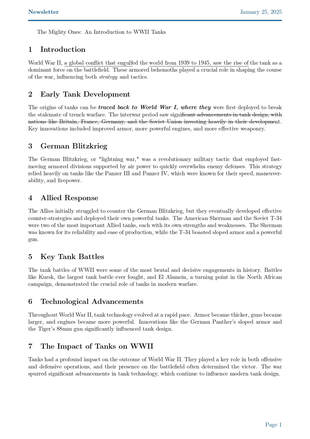 Newsletter
January 25, 2025
The Mighty Ones: An Introduction to WWII Tanks
1 Introduction
World War II, a global conflict that engulfed the world from 1939 to 1945, saw the rise of the tank as a
dominant force on the battlefield. These armored behemoths played a crucial role in shaping the course
of the war, influencing both strategy and tactics.
2 Early Tank Development
The origins of tanks can be traced back to World War I, where they were first deployed to break
the stalemate of trench warfare. The interwar period saw significant advancements in tank design, with
nations like Britain, France, Germany, and the Soviet Union investing heavily in their development.
Key innovations included improved armor, more powerful engines, and more effective weaponry.
3 German Blitzkrieg
The German Blitzkrieg, or "lightning war," was a revolutionary military tactic that employed fast-
moving armored divisions supported by air power to quickly overwhelm enemy defenses. This strategy
relied heavily on tanks like the Panzer III and Panzer IV, which were known for their speed, maneuver-
ability, and firepower.
4 Allied Response
The Allies initially struggled to counter the German Blitzkrieg, but they eventually developed effective
counter-strategies and deployed their own powerful tanks. The American Sherman and the Soviet T-34
were two of the most important Allied tanks, each with its own strengths and weaknesses. The Sherman
was known for its reliability and ease of production, while the T-34 boasted sloped armor and a powerful
gun.
5 Key Tank Battles
The tank battles of WWII were some of the most brutal and decisive engagements in history. Battles
like Kursk, the largest tank battle ever fought, and El Alamein, a turning point in the North African
campaign, demonstrated the crucial role of tanks in modern warfare.
6 Technological Advancements
Throughout World War II, tank technology evolved at a rapid pace. Armor became thicker, guns became
larger, and engines became more powerful. Innovations like the German Panther's sloped armor and
the Tiger's 88mm gun significantly influenced tank design.
7 The Impact of Tanks on WWII
Tanks had a profound impact on the outcome of World War II. They played a key role in both offensive
and defensive operations, and their presence on the battlefield often determined the victor. The war
spurred significant advancements in tank technology, which continue to influence modern tank design.
Page 1